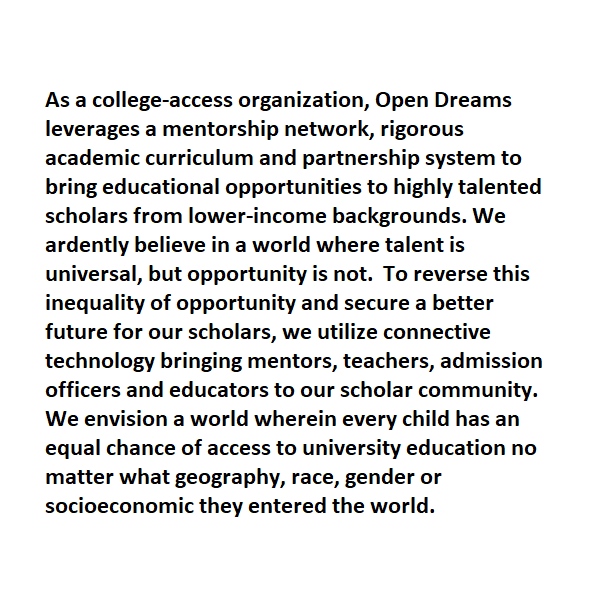 As a college-access organization, Open Dreams
leverages a mentorship network, rigorous
academic curriculum and partnership system to
bring educational opportunities to highly talented
scholars from lower-income backgrounds. We
ardently believe in a world where talent is
universal, but opportunity is not.  To reverse this
inequality of opportunity and secure a better
future for our scholars, we utilize connective
technology bringing mentors, teachers, admission
officers and educators to our scholar community.
We envision a world wherein every child has an
equal chance of access to university education no
matter what geography, race, gender or
socioeconomic they entered the world.